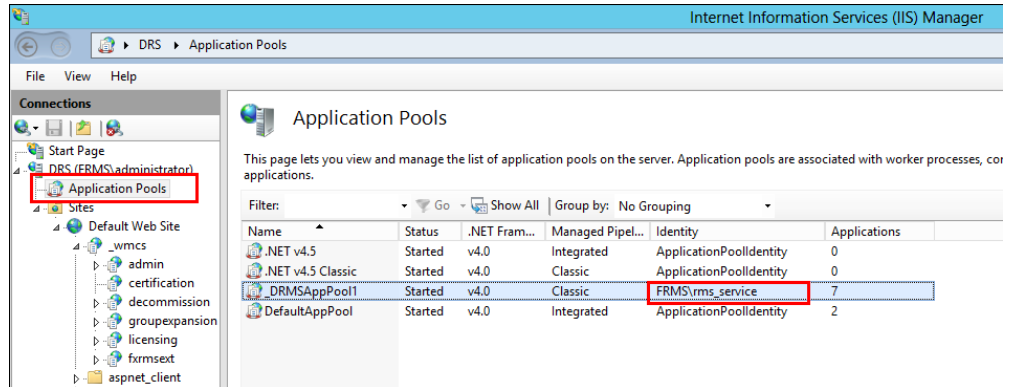 Internet Information Services (IIS) Manager
DRS Application Pools
File View Help
Connections
Start Page
DRS (FRMS\administrator)
Application Pools
Sites
Default Web Site
_wmcs
admin
certification
decommission
groupexpansion
licensing
fxrmsext
aspnet_client
Application Pools
This page lets you view and manage the list of application pools on the server. Application pools are associated with worker processes, con
applications.
Filter: Go Show All Group by: No Grouping
Name Status .NET Fram... Managed Pipel... Identity Applications
.NET v4.5 Started v4.0 Integrated ApplicationPoolIdentity 0
.NET v4.5 Classic Started v4.0 Classic ApplicationPoolIdentity 0
_DRMSAppPool1 Started v4.0 Classic FRMS\rms_service 7
DefaultAppPool Started v4.0 Integrated ApplicationPoolIdentity 2